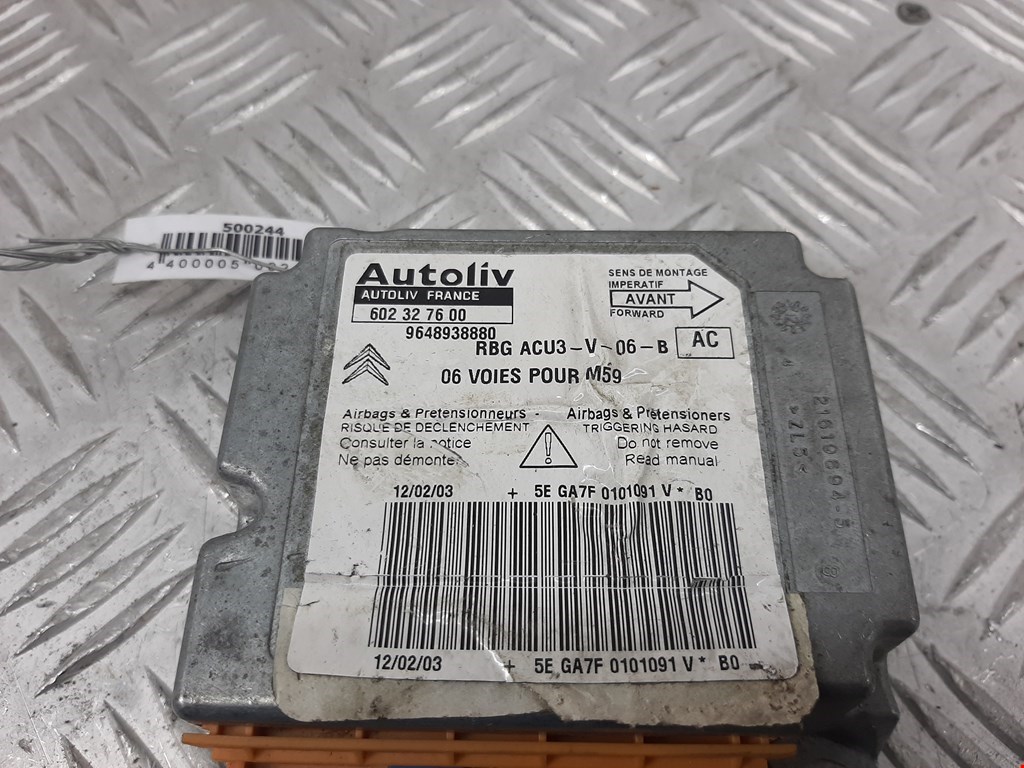 500244
Autoliv
AUTOLIV FRANCE
602 32 76 00
9648938880
SENS DE MONTAGE
IMPERATIF
AVANT
FORWARD
RBG ACU3-V-06-B AC
06 VOIES POUR M59
Airbags & Pretensionneurs - Airbags & Pretensioners
RISQUE DE DECLENCHEMENT TRIGGERING HASARD
Consulter la notice Do not remove
Ne pas démonter Read manual
12/02/03 + 5E GA7F 0101091 V* B0
12/02/03 + 5E GA7F 0101091 V* B0